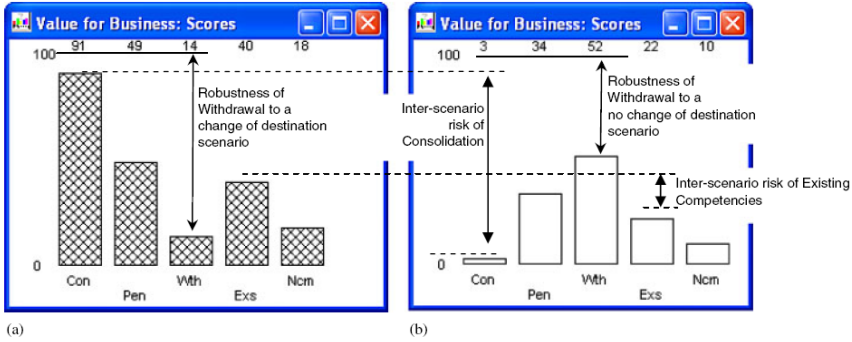 Value for Business: Scores
100 91 49 14 40 18
Robustness of
Withdrawal to a
change of destination
scenario
0
Con Pen Wth Exs Ncm
(a)
Inter-scenario
risk of
Consolidation
Value for Business: Scores
100 3 34 52 22 10
Robustness of
Withdrawal to a
no change of destination
scenario
Inter-scenario risk of Existing
Competencies
0
Con Pen Wth Exs Ncm
(b)